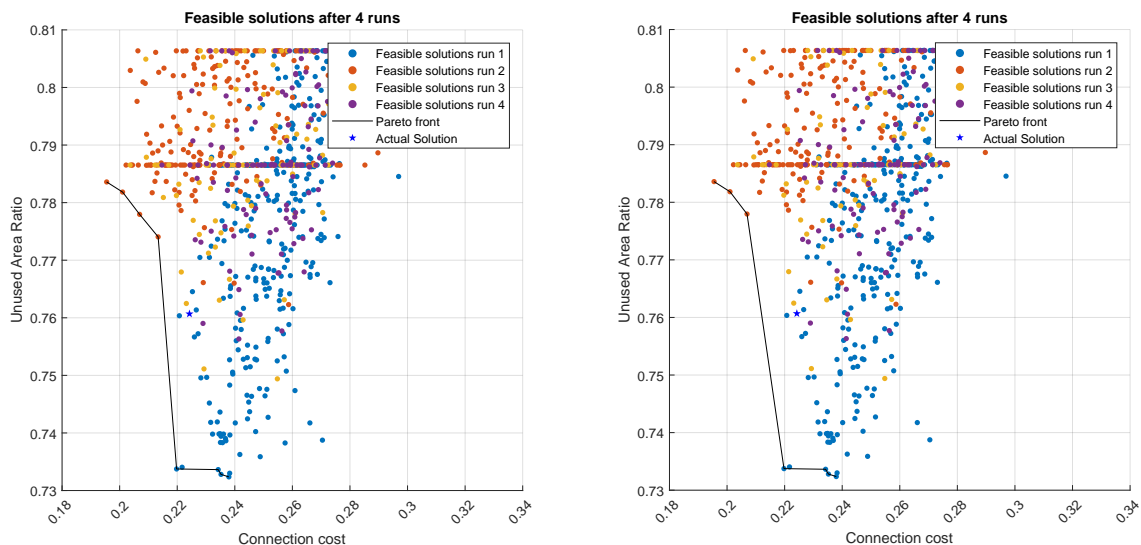 Feasible solutions after 4 runs
0.81
0.8
0.79
0.78
0.77
0.76
0.75
0.74
0.73
Unused Area Ratio
Feasible solutions run 1
Feasible solutions run 2
Feasible solutions run 3
Feasible solutions run 4
Pareto front
Actual Solution
0.18
0.2
0.22
0.24
0.26
0.28
0.3
0.32
0.34
Connection cost
Feasible solutions after 4 runs
0.81
0.8
0.79
0.78
0.77
0.76
0.75
0.74
0.73
Unused Area Ratio
Feasible solutions run 1
Feasible solutions run 2
Feasible solutions run 3
Feasible solutions run 4
Pareto front
Actual Solution
0.18
0.2
0.22
0.24
0.26
0.28
0.3
0.32
0.34
Connection cost